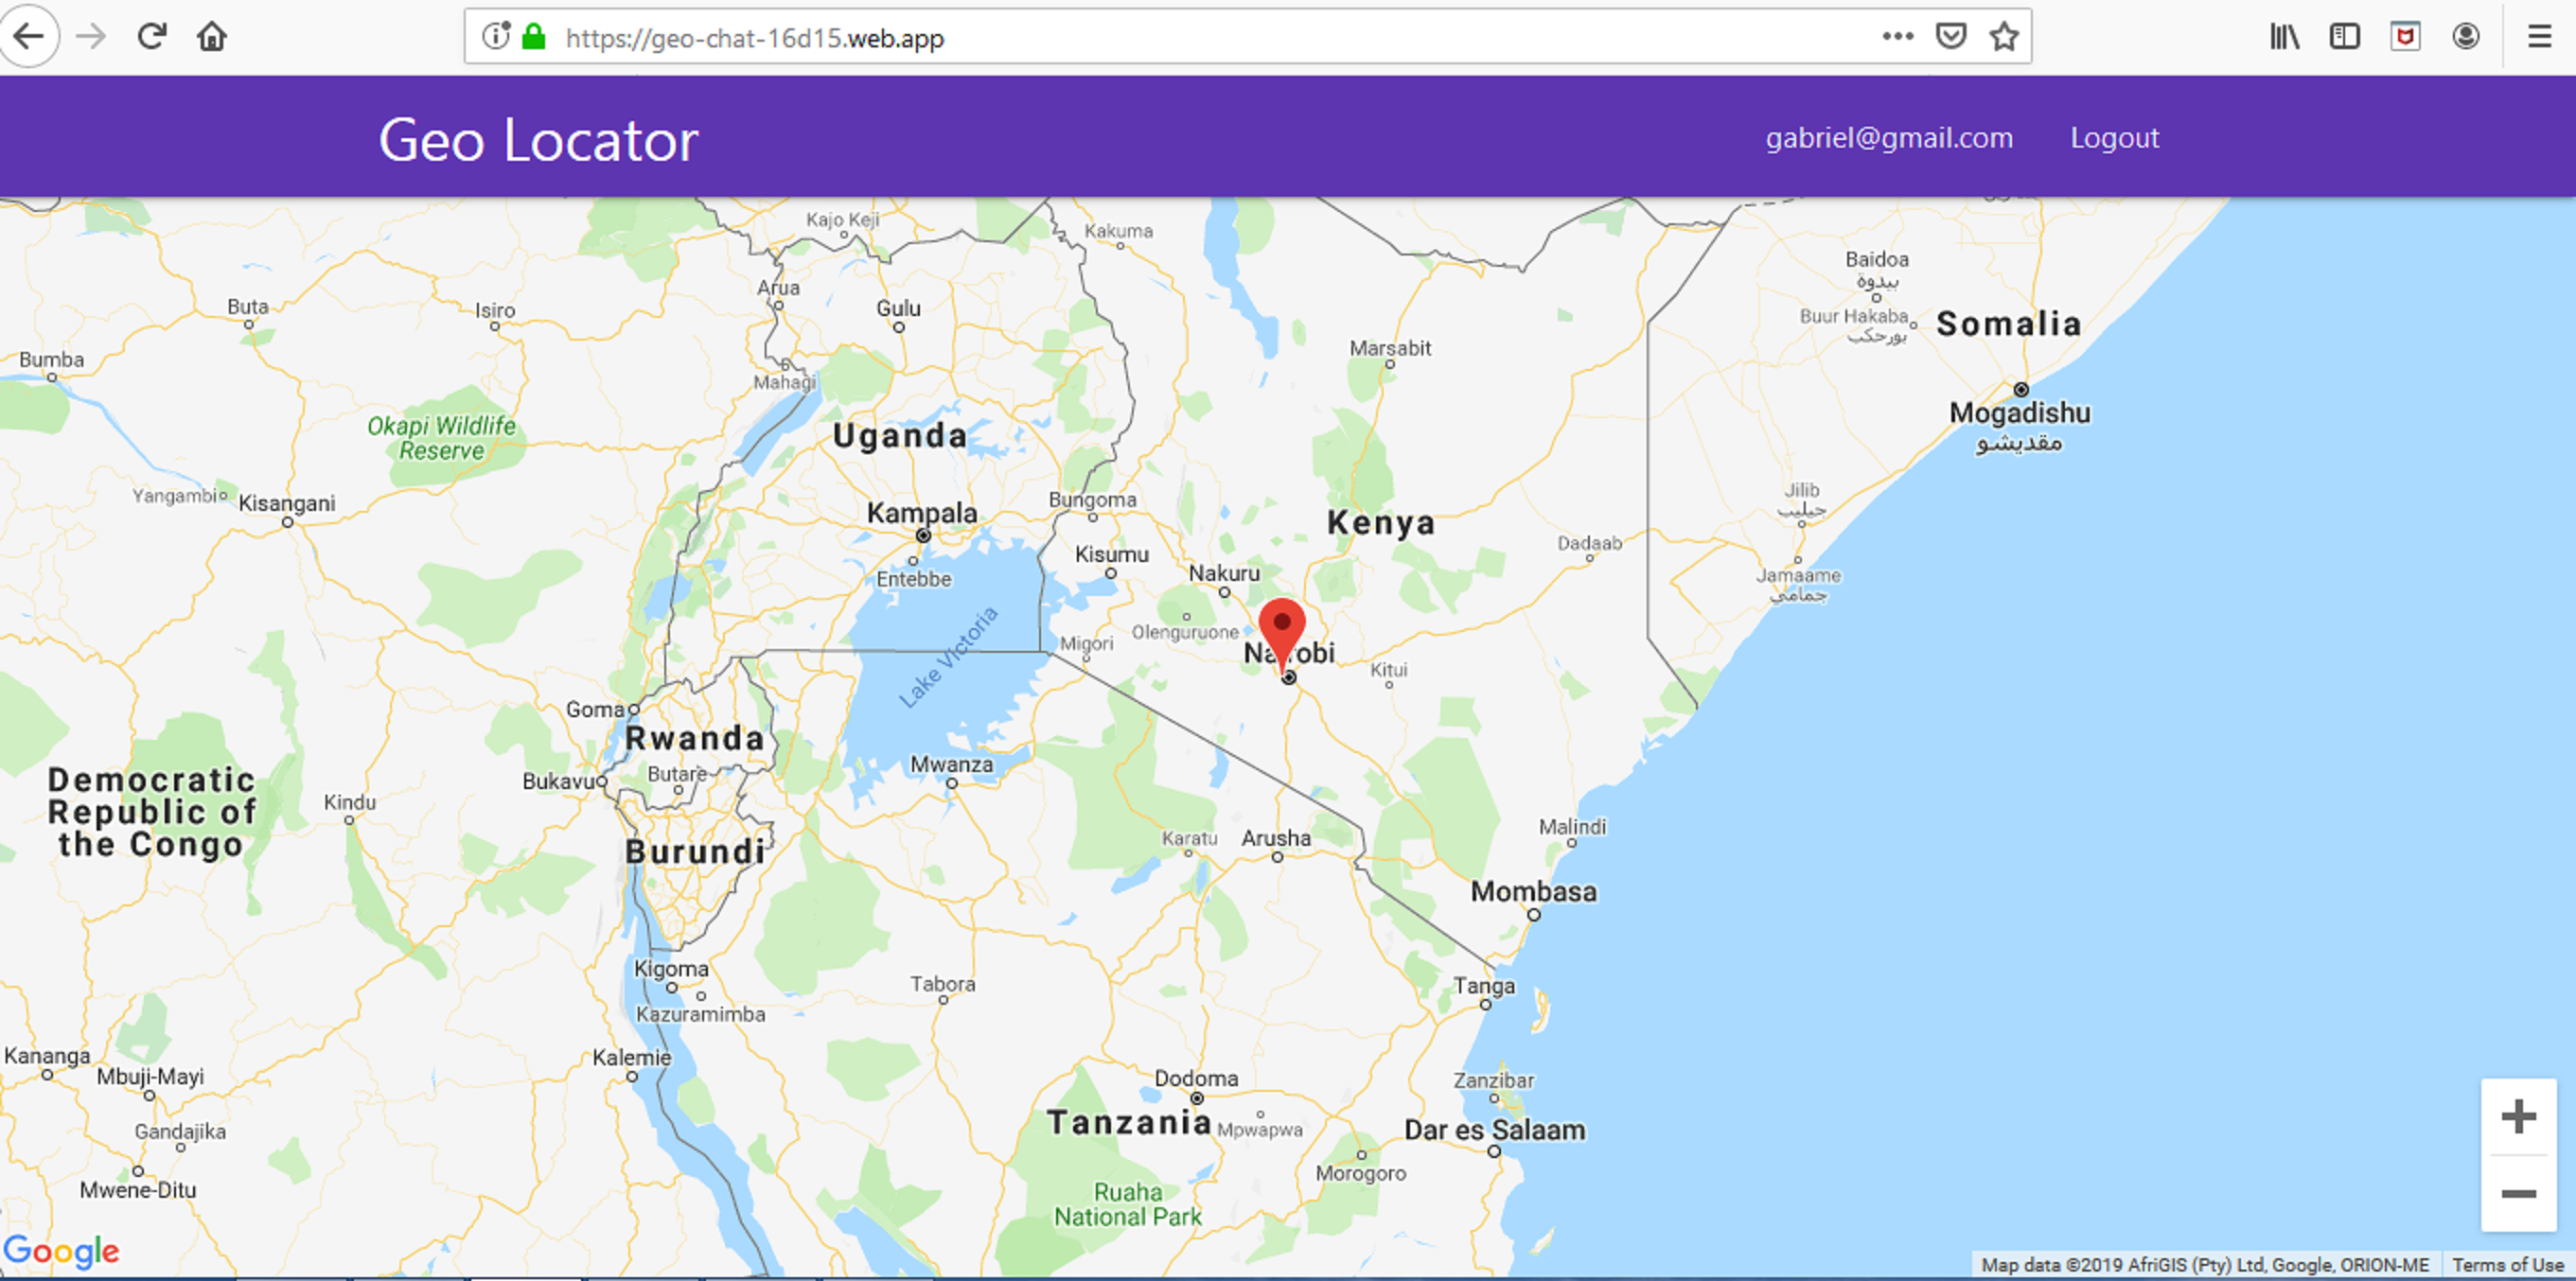 https://geo-chat-16d15.web.app
Geo Locator
gabriel@gmail.com
Logout
Kajo Keji
Kakuma
Baidoa
بيدوة
Arua
Gulu
Buta
Isiro
Buur Hakaba
بورحكب
Somalia
Marsabit
Bumba
Mahagi
Mogadishu
مقديشو
Okapi Wildlife
Reserve
Uganda
Yangambi
Kisangani
Kampala
Bungoma
Kenya
Jilib
جيليب
Kisumu
Dadaab
Entebbe
Nakuru
Jamaame
جمامي
Lake Victoria
Migori
Olenguruone
Nairobi
Kitui
Goma
Rwanda
Bukavu
Butare
Mwanza
Democratic
Republic of
the Congo
Kindu
Burundi
Karatu
Arusha
Malindi
Mombasa
Kigoma
Kazuramimba
Tabora
Tanga
Kananga
Mbuji-Mayi
Kalemie
Dodoma
Zanzibar
Tanzania
Mpwapwa
Dar es Salaam
Gandajika
Morogoro
Mwene-Ditu
Ruaha
National Park
Google
Map data ©2019 AfriGIS (Pty) Ltd, Google, ORION-ME
Terms of Use